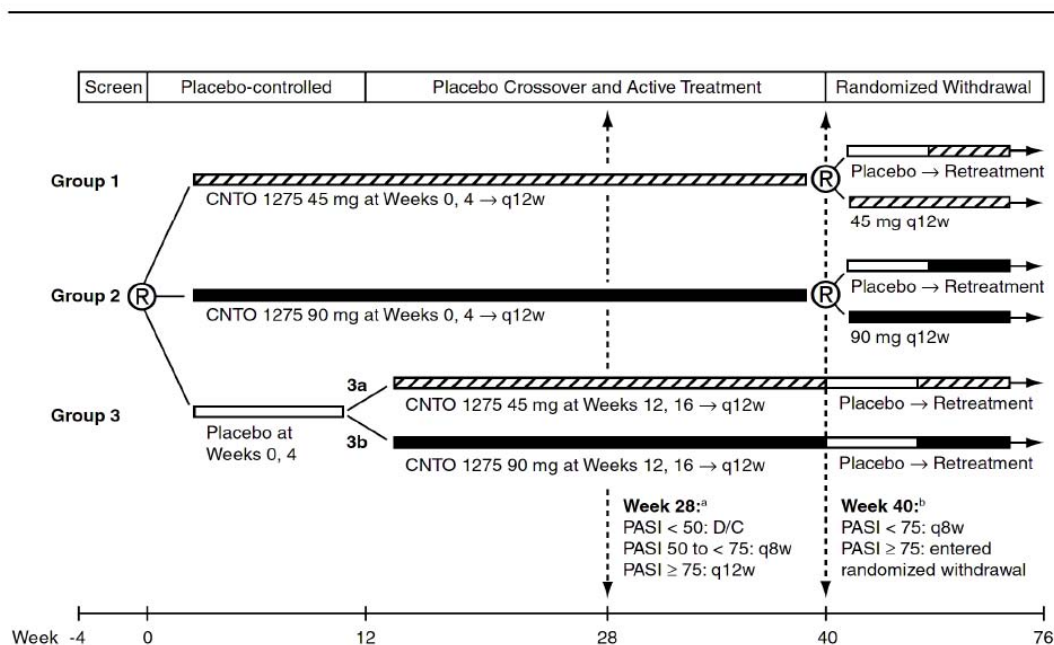 Screen Placebo-controlled Placebo Crossover and Active Treatment Randomized Withdrawal
Group 1
CNTO 1275 45 mg at Weeks 0, 4 → q12w
R
Placebo → Retreatment
45 mg q12w
Group 2
R
CNTO 1275 90 mg at Weeks 0, 4 → q12w
R
Placebo → Retreatment
90 mg q12w
Group 3
Placebo at
Weeks 0, 4
3a
CNTO 1275 45 mg at Weeks 12, 16 → q12w
Placebo → Retreatment
3b
CNTO 1275 90 mg at Weeks 12, 16 → q12w
Placebo → Retreatment
Week 28:ᵃ
PASI < 50: D/C
PASI 50 to < 75: q8w
PASI ≥ 75: q12w
Week 40:ᵇ
PASI < 75: q8w
PASI ≥ 75: entered
randomized withdrawal
Week -4 0 12 28 40 76